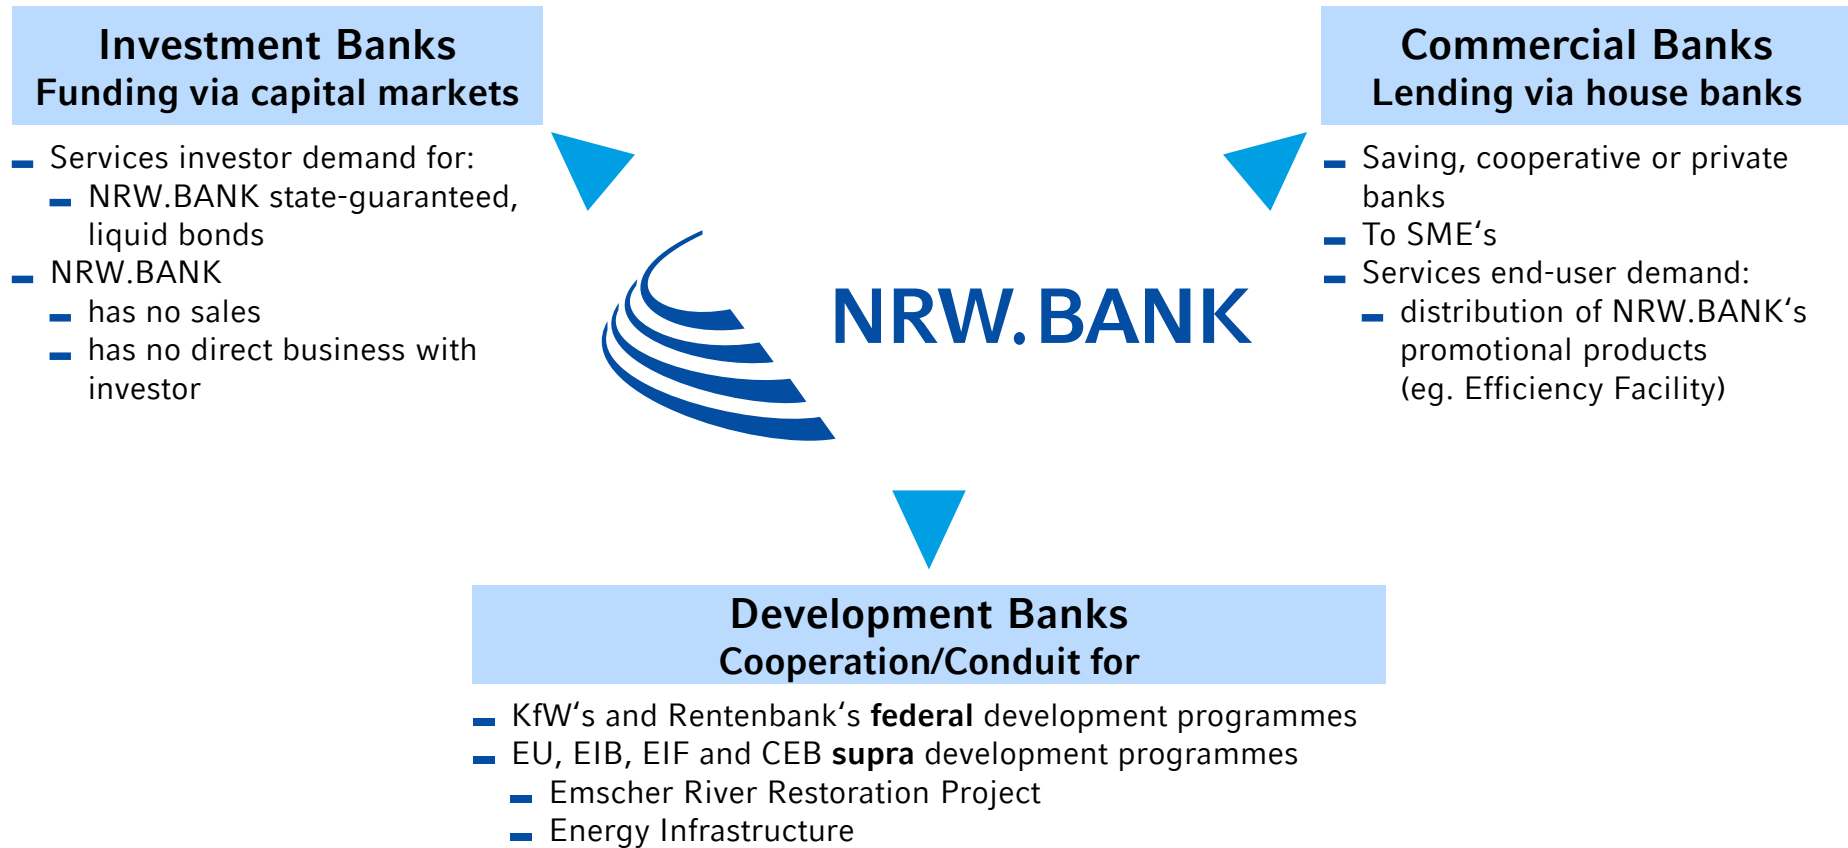 Investment Banks
Funding via capital markets
Services investor demand for:
NRW.BANK state-guaranteed,
liquid bonds
NRW.BANK
has no sales
has no direct business with
investor
Commercial Banks
Lending via house banks
Saving, cooperative or private
banks
To SME‘s
Services end-user demand:
distribution of NRW.BANK‘s
promotional products
(eg. Efficiency Facility)
NRW.BANK
Development Banks
Cooperation/Conduit for
KfW‘s and Rentenbank‘s federal development programmes
EU, EIB, EIF and CEB supra development programmes
Emscher River Restoration Project
Energy Infrastructure